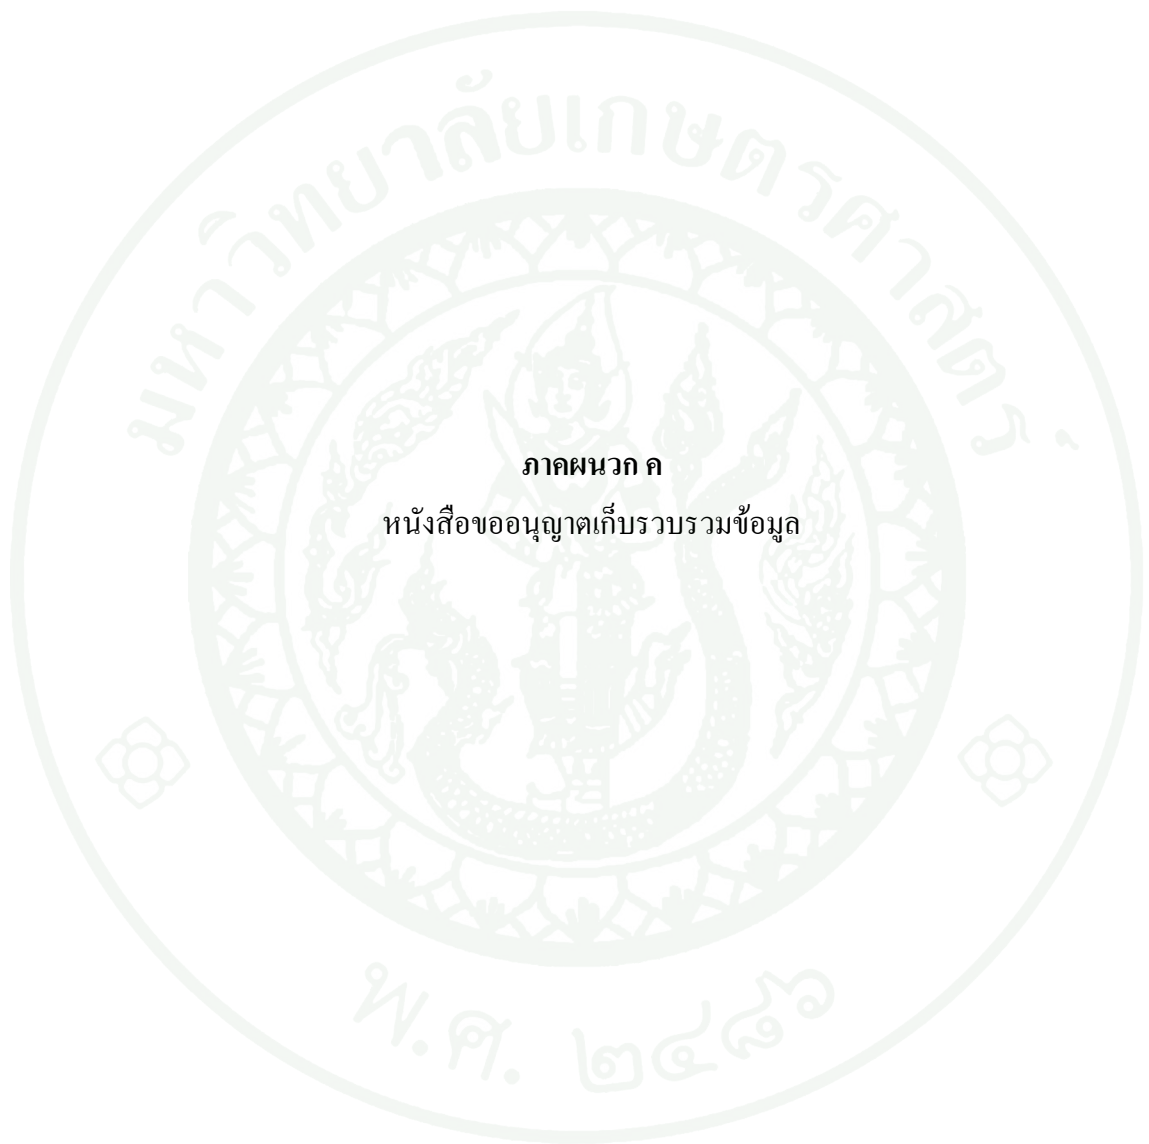 มหาวิทยาลัยเกษตรศาสตร์
ภาคผนวก ค
หนังสือขออนุญาตเก็บรวบรวมข้อมูล
พ.ศ. ๒๔๘๖